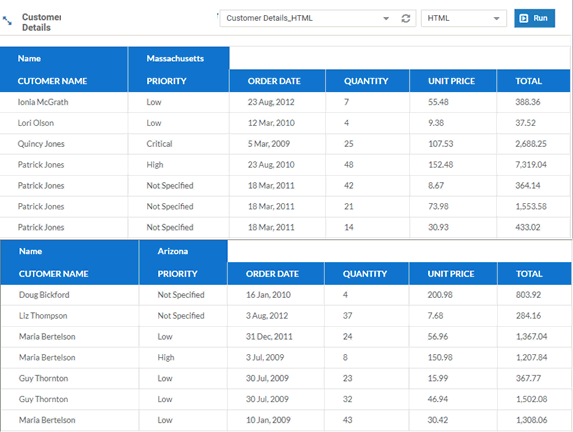 Customer Details
Customer Details_HTML HTML Run
Name Massachusetts
CUTOMER NAME PRIORITY ORDER DATE QUANTITY UNIT PRICE TOTAL
Ionia McGrath Low 23 Aug, 2012 7 55.48 388.36
Lori Olson Low 12 Mar, 2010 4 9.38 37.52
Quincy Jones Critical 5 Mar, 2009 25 107.53 2,688.25
Patrick Jones High 23 Aug, 2010 48 152.48 7,319.04
Patrick Jones Not Specified 18 Mar, 2011 42 8.67 364.14
Patrick Jones Not Specified 18 Mar, 2011 21 73.98 1,553.58
Patrick Jones Not Specified 18 Mar, 2011 14 30.93 433.02
Name Arizona
CUTOMER NAME PRIORITY ORDER DATE QUANTITY UNIT PRICE TOTAL
Doug Bickford Not Specified 16 Jan, 2010 4 200.98 803.92
Liz Thompson Not Specified 3 Aug, 2012 37 7.68 284.16
Maria Bertelson Low 31 Dec, 2011 24 56.96 1,367.04
Maria Bertelson High 3 Jul, 2009 8 150.98 1,207.84
Guy Thornton Low 30 Jul, 2009 23 15.99 367.77
Guy Thornton Low 30 Jul, 2009 32 46.94 1,502.08
Maria Bertelson Low 10 Jan, 2009 43 30.42 1,308.06